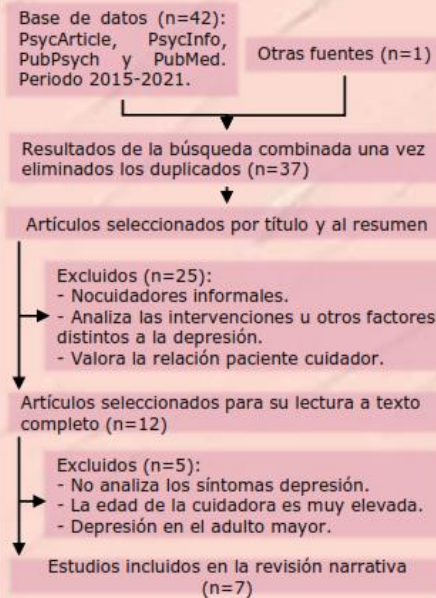 Base de datos (n=42):
PsycArticle, PsycInfo,
PubPsych y PubMed.
Periodo 2015-2021.
Otras fuentes (n=1)
Resultados de la búsqueda combinada una vez
eliminados los duplicados (n=37)
Artículos seleccionados por título y al resumen
Excluidos (n=25):
- Nocuidadores informales.
- Analiza las intervenciones u otros factores
distintos a la depresión.
- Valora la relación paciente cuidador.
Artículos seleccionados para su lectura a texto
completo (n=12)
Excluidos (n=5):
- No analiza los síntomas depresión.
- La edad de la cuidadora es muy elevada.
- Depresión en el adulto mayor.
Estudios incluidos en la revisión narrativa
(n=7)